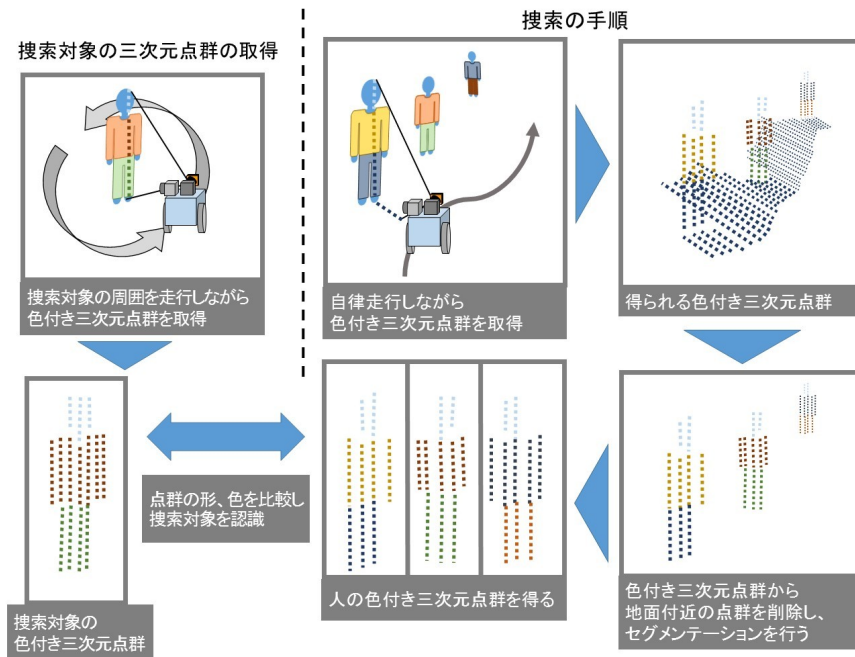 捜索対象の三次元点群の取得
捜索対象の周囲を走行しながら
色付き三次元点群を取得
捜索対象の
色付き三次元点群
捜索の手順
自律走行しながら
色付き三次元点群を取得
得られる色付き三次元点群
色付き三次元点群から
地面付近の点群を削除し、
セグメンテーションを行う
人の色付き三次元点群を得る
点群の形、色を比較し
捜索対象を認識